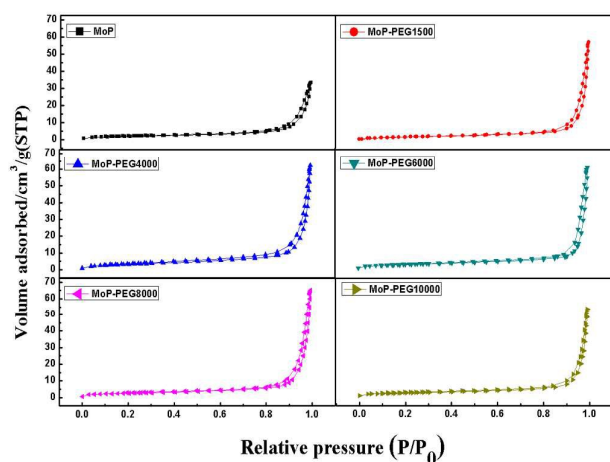 70
60
50
40
30
20
10
0
MoP
MoP-PEG1500
60
50
40
30
20
10
0
MoP-PEG4000
MoP-PEG6000
70
60
50
40
30
20
10
0
MoP-PEG8000
MoP-PEG10000
Volume adsorbed/cm³/g(STP)
0.0 0.2 0.4 0.6 0.8 1.0 0.0 0.2 0.4 0.6 0.8 1.0
Relative pressure (P/P₀)